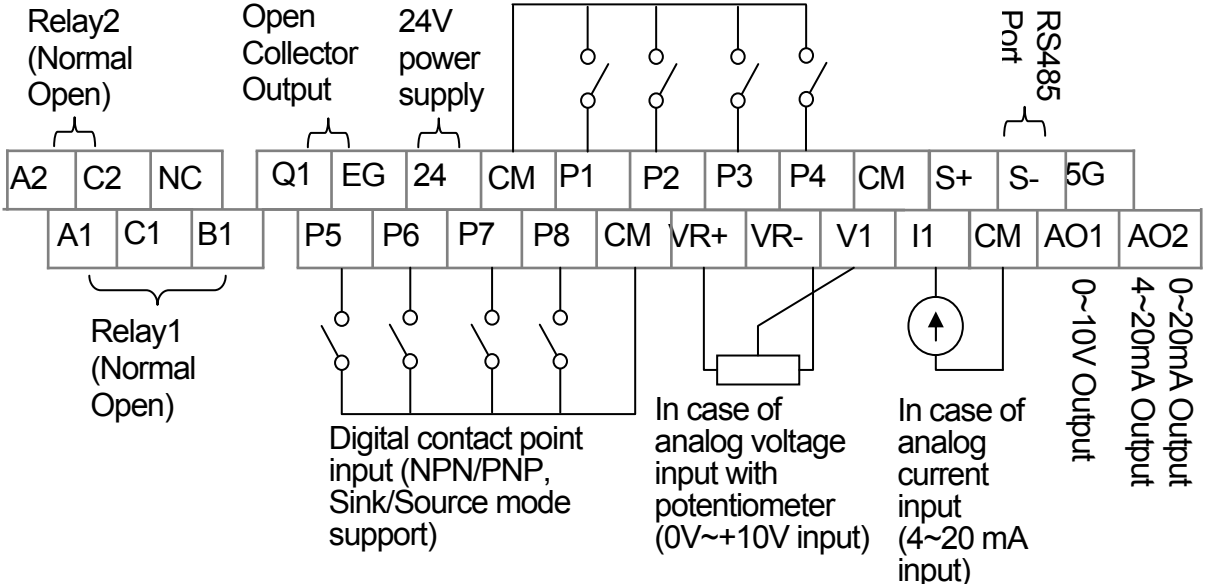 Relay2
(Normal
Open)
Open
Collector
Output
24V
power
supply
RS485
Port
A2 C2 NC Q1 EG 24 CM P1 P2 P3 P4 CM S+ S- 5G
A1 C1 B1 P5 P6 P7 P8 CM VR+ VR- V1 I1 CM AO1 AO2
Relay1
(Normal
Open)
Digital contact point
input (NPN/PNP,
Sink/Source mode
support)
In case of
analog voltage
input with
potentiometer
(0V~+10V input)
In case of
analog
current
input
(4~20 mA
input)
0~10V Output
0~20mA Output
4~20mA Output